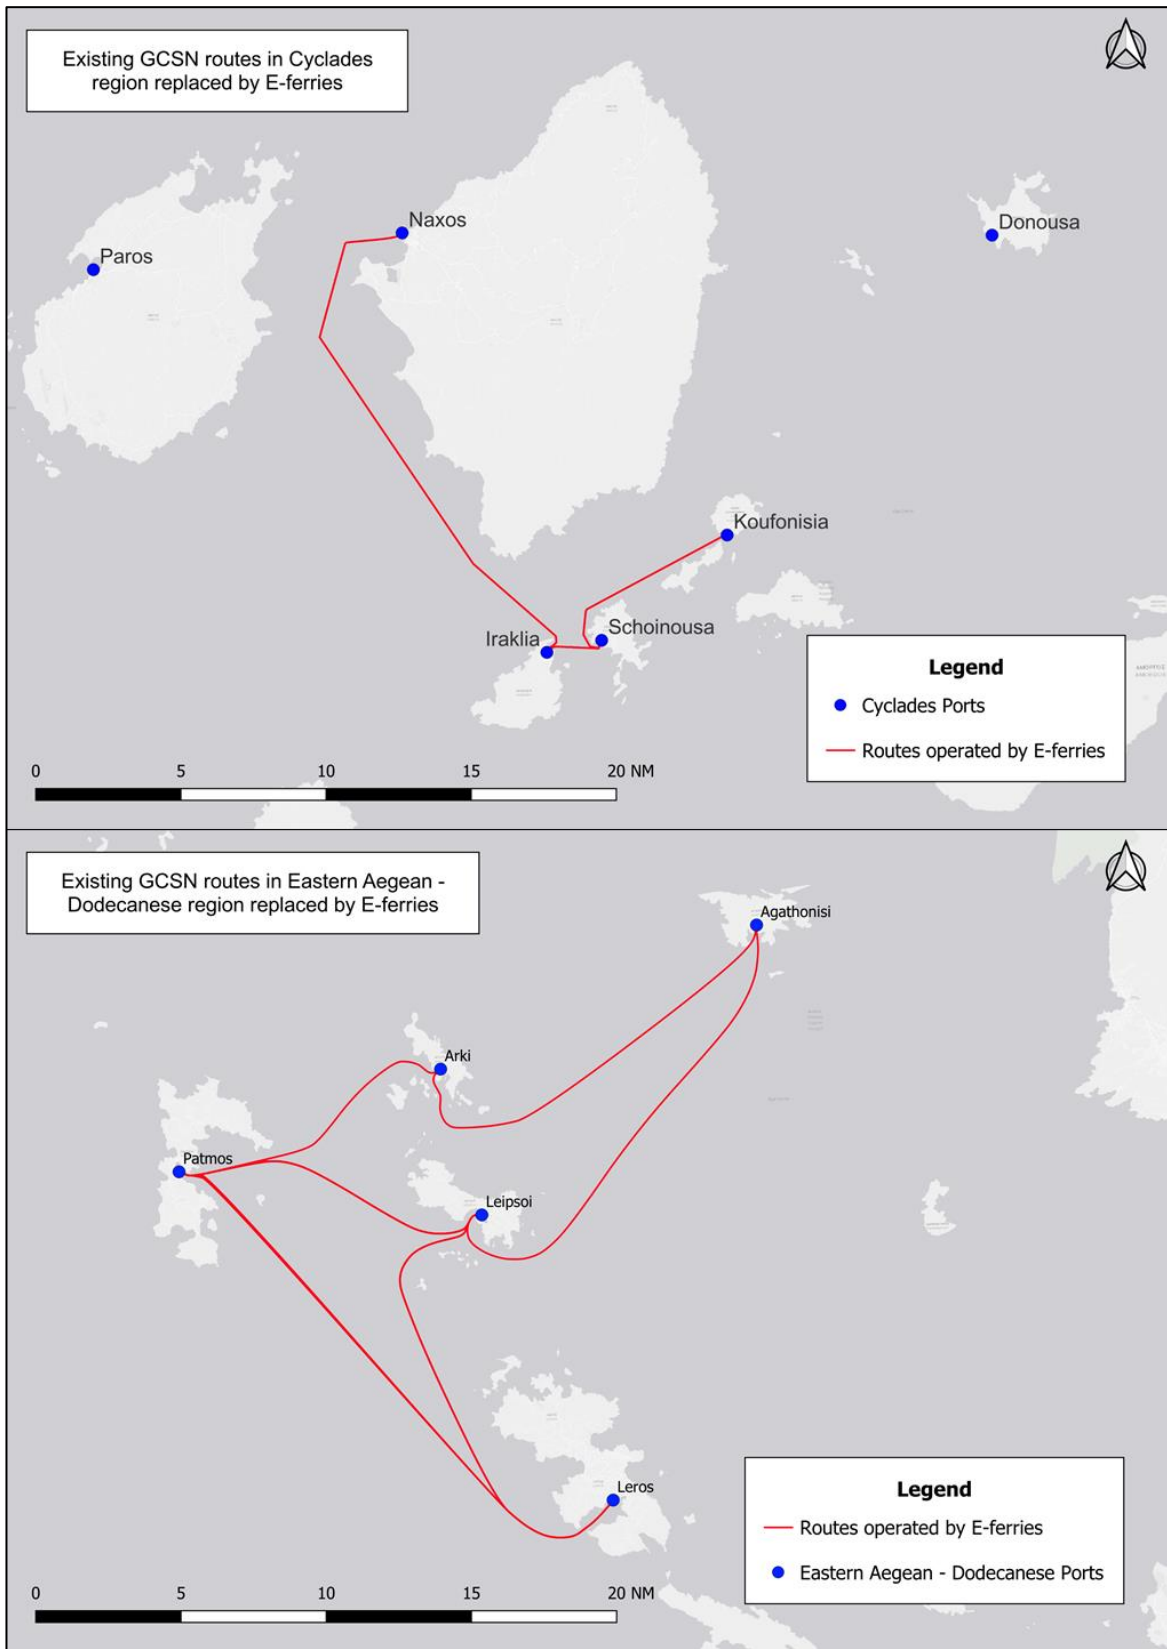 Existing GCSN routes in Cyclades
region replaced by E-ferries
Naxos
Paros
Donousa
Koufonisia
Schoinousa
Iraklia
Legend
Cyclades Ports
Routes operated by E-ferries
0 5 10 15 20 NM
Existing GCSN routes in Eastern Aegean -
Dodecanese region replaced by E-ferries
Agathonisi
Arki
Patmos
Leipsoi
Leros
Legend
Routes operated by E-ferries
Eastern Aegean - Dodecanese Ports
0 5 10 15 20 NM